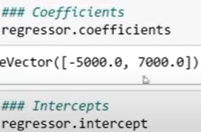 ### Coefficients
regressor.coefficients
eVector([-5000.0, 7000.0])
### Intercepts
regressor.intercept